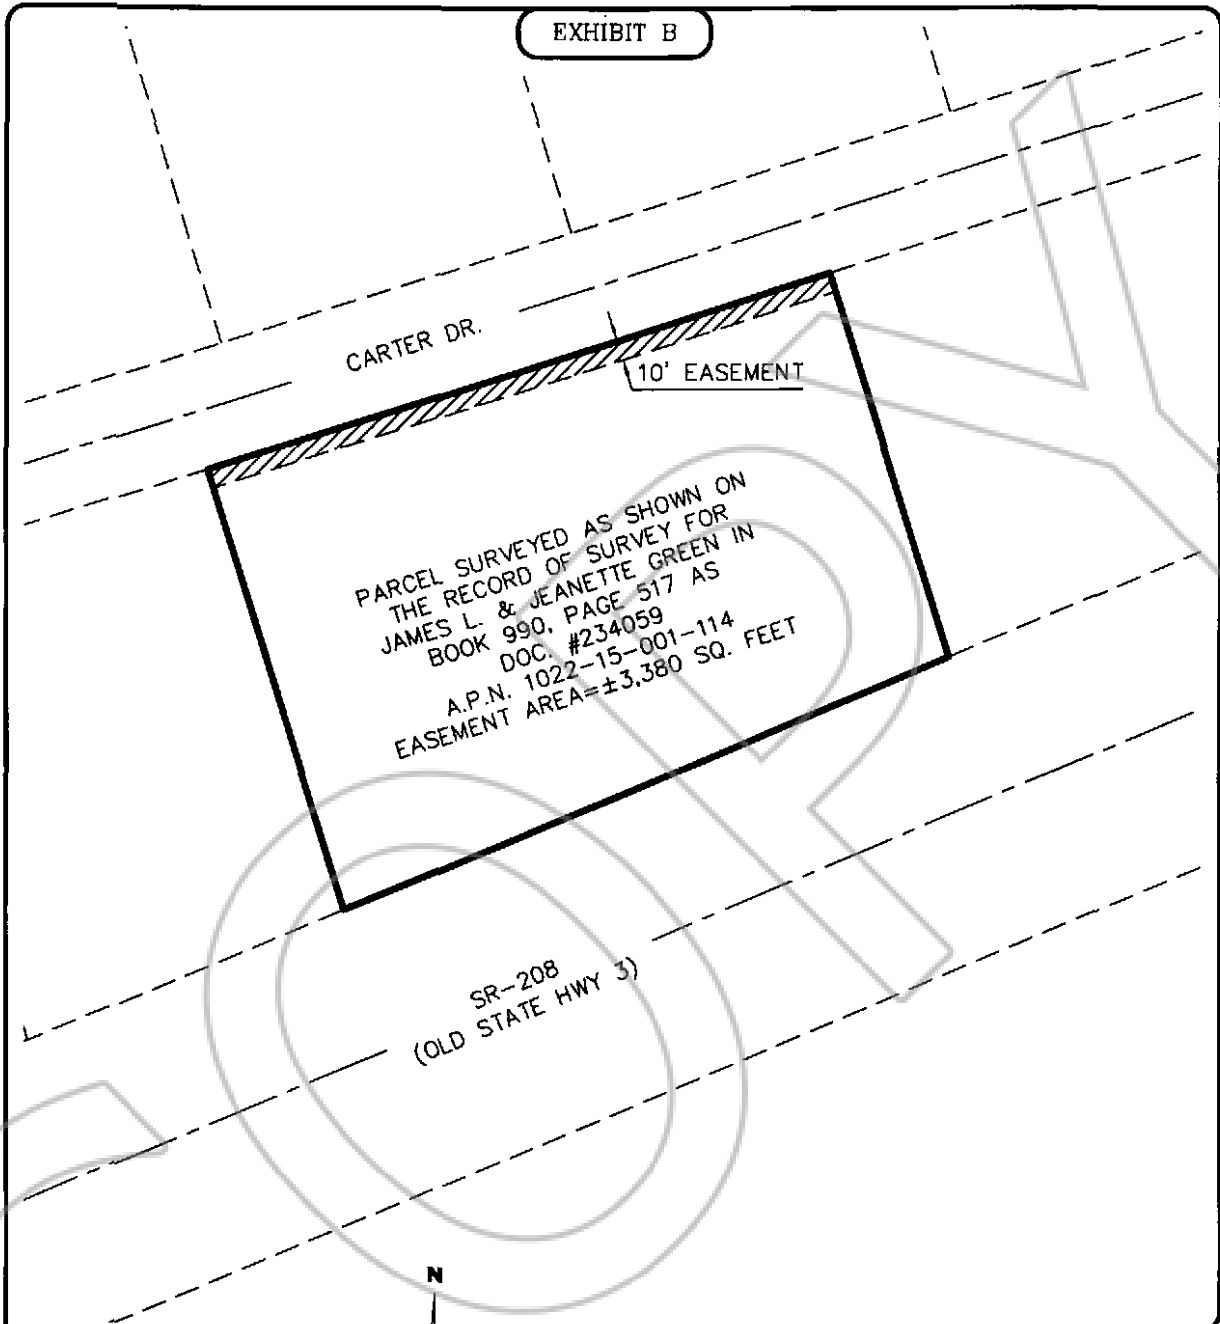 EXHIBIT B
CARTER DR.
10' EASEMENT
PARCEL SURVEYED AS SHOWN ON
THE RECORD OF SURVEY FOR
JAMES L. & JEANETTE GREEN IN
BOOK 990, PAGE 517 AS
DOC. #234059
A.P.N. 1022-15-001-114
EASEMENT AREA=±3,380 SQ. FEET
SR-208
(OLD STATE HWY 3)
N